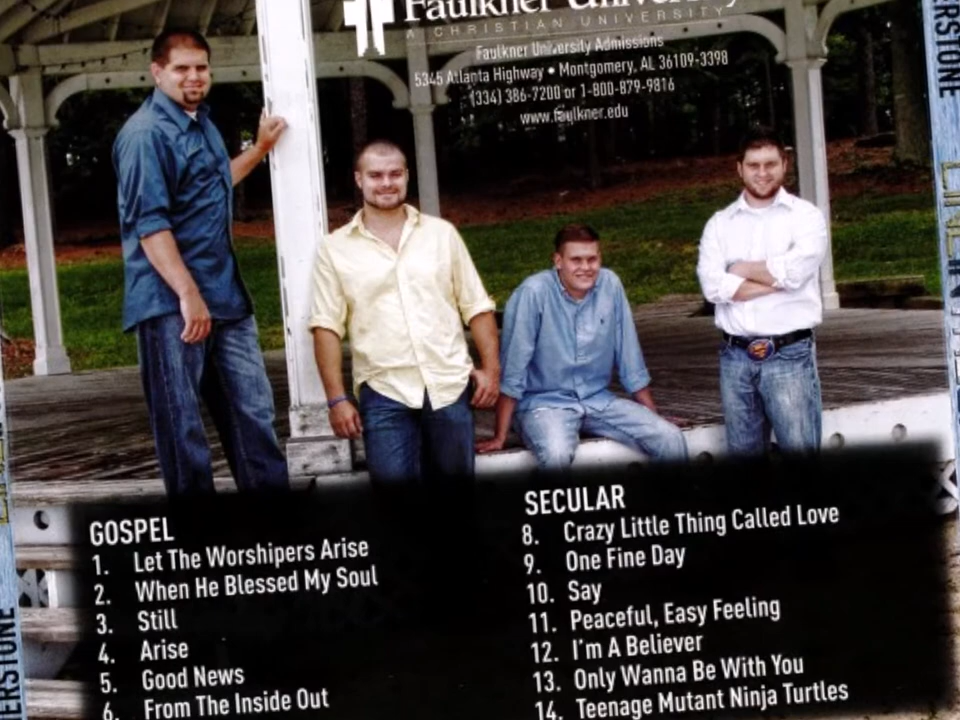 Faulkner University
A CHRISTIAN UNIVERSITY
Faulkner University Admissions
5345 Atlanta Highway • Montgomery, AL 36109-3398
(334) 386-7200 or 1-800-879-9816
www.faulkner.edu
GOSPEL
1. Let The Worshipers Arise
2. When He Blessed My Soul
3. Still
4. Arise
5. Good News
6. From The Inside Out
SECULAR
8. Crazy Little Thing Called Love
9. One Fine Day
10. Say
11. Peaceful, Easy Feeling
12. I'm A Believer
13. Only Wanna Be With You
14. Teenage Mutant Ninja Turtles
ERSTONE
ERSTONE